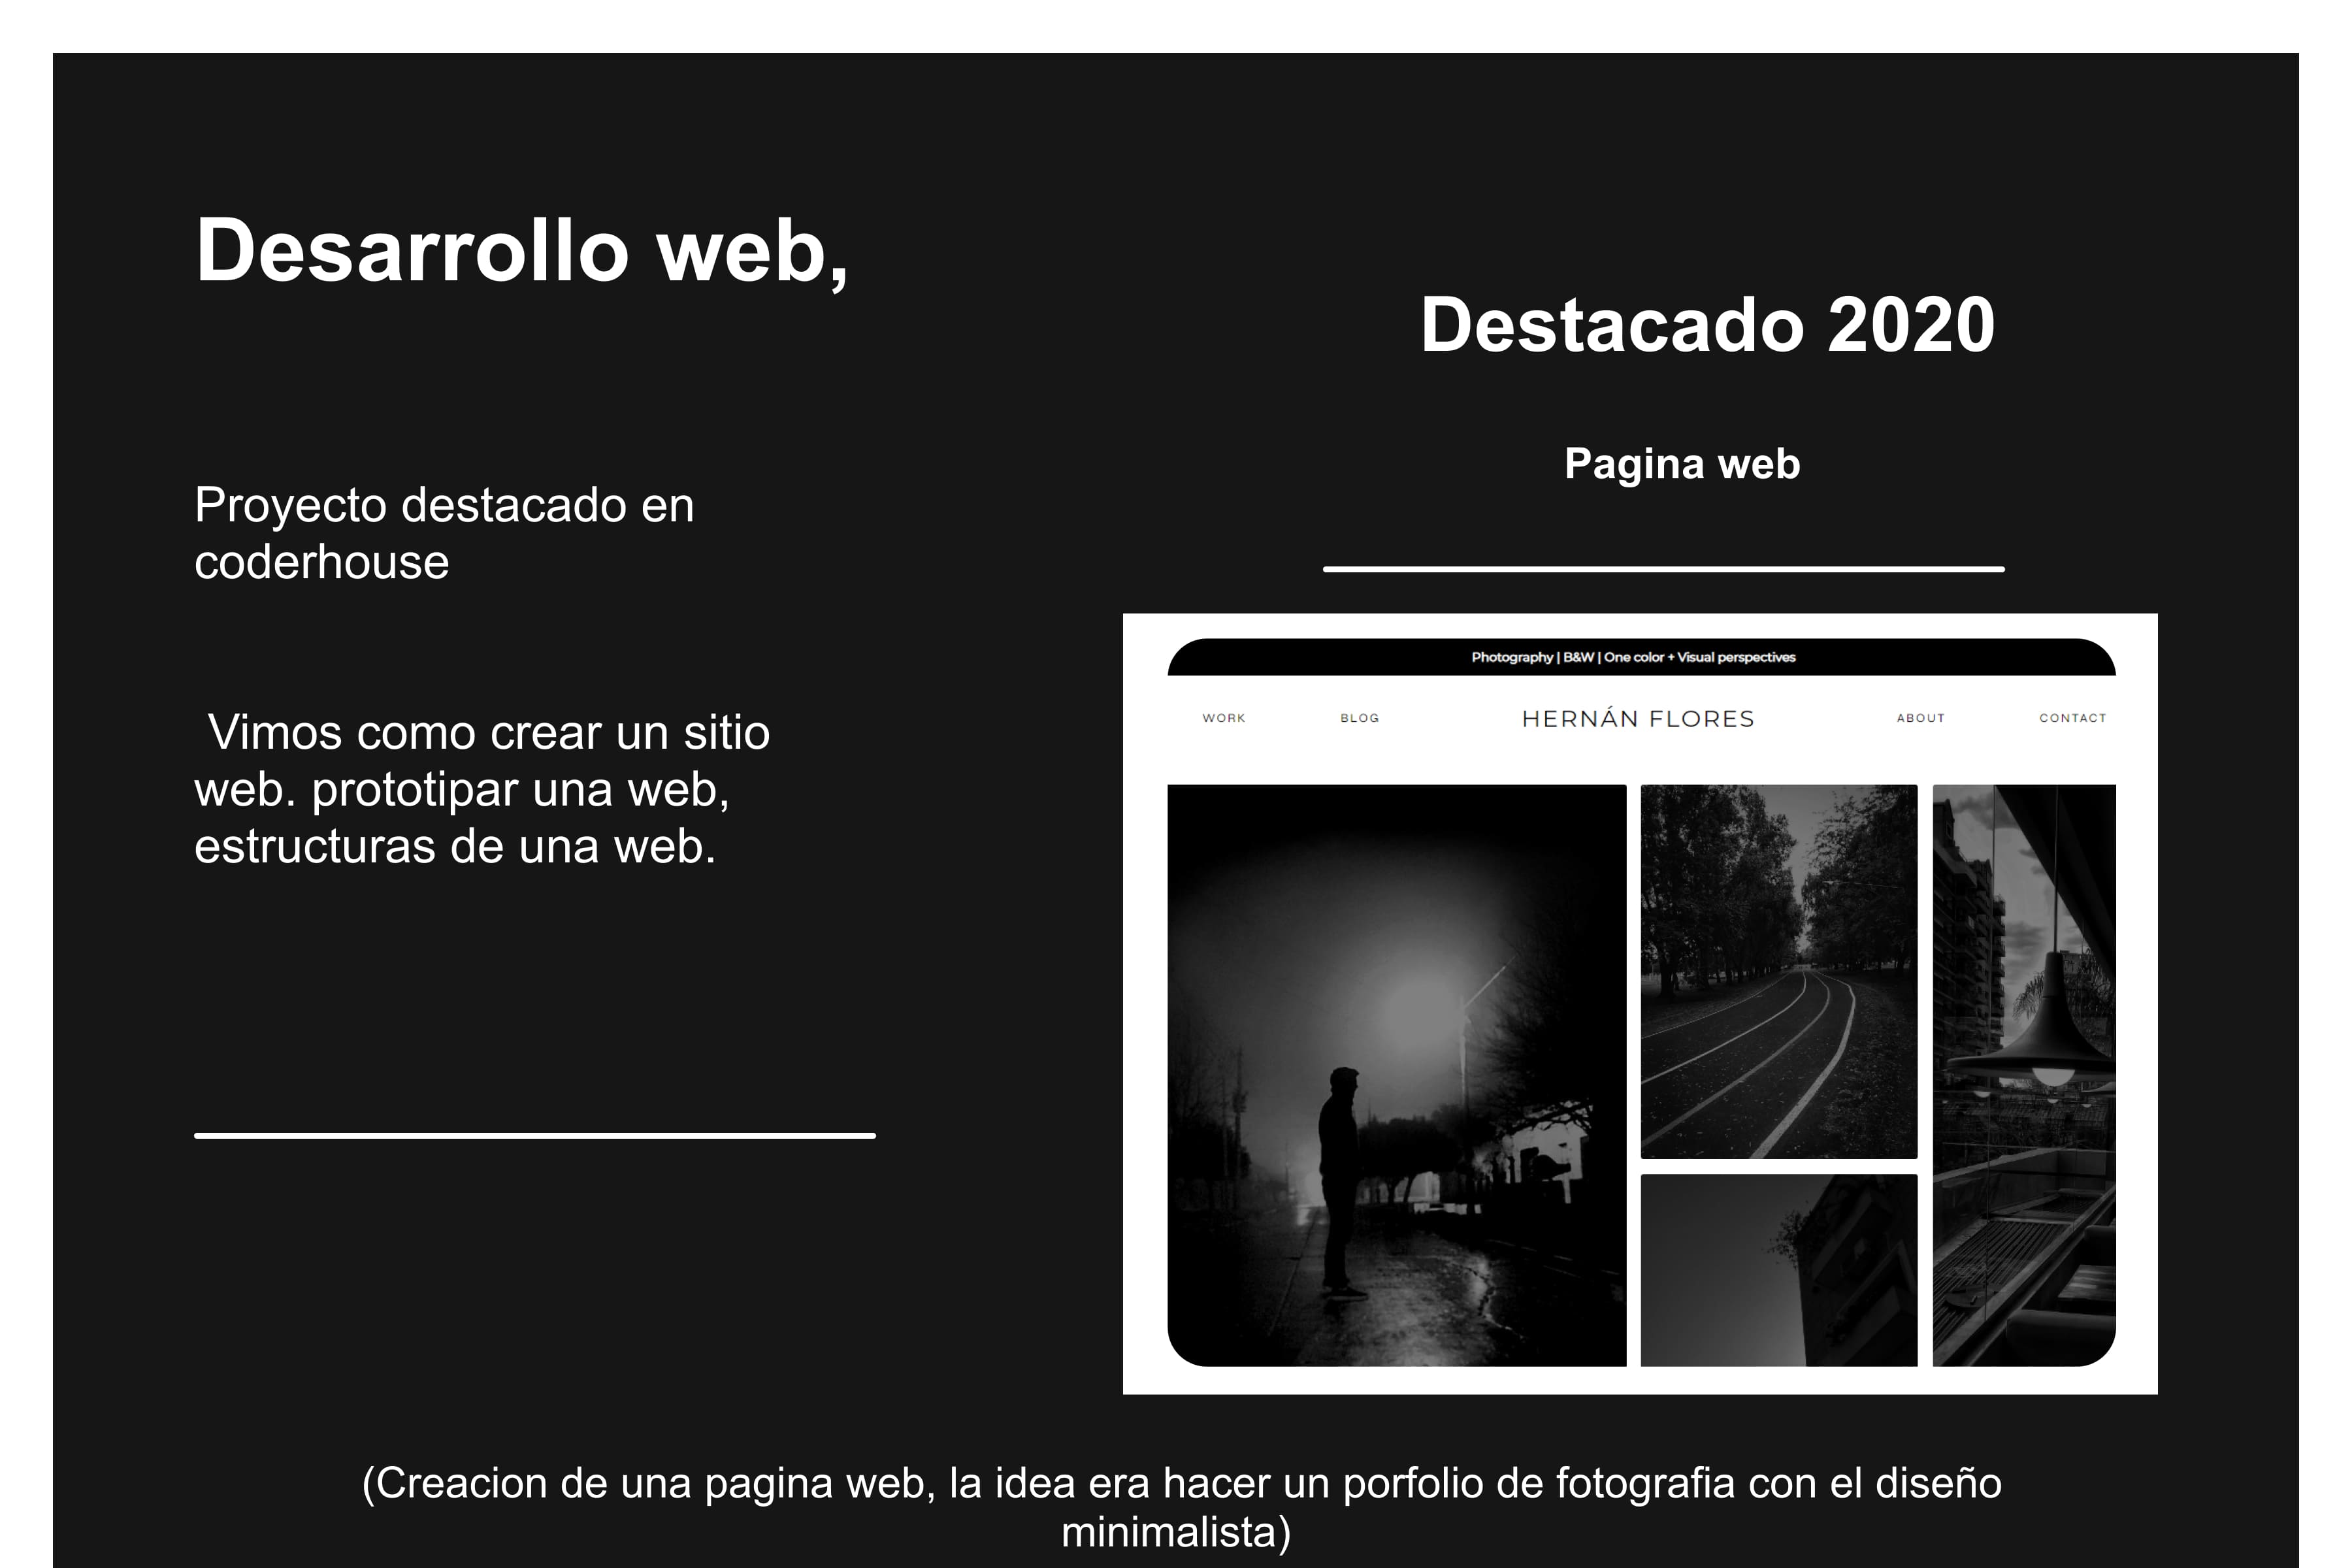 Desarrollo web,
Proyecto destacado en
coderhouse
Vimos como crear un sitio
web. prototipar una web,
estructuras de una web.
Destacado 2020
Pagina web
Photography | B&W | One color + Visual perspectives
WORK BLOG HERNÁN FLORES ABOUT CONTACT
(Creacion de una pagina web, la idea era hacer un porfolio de fotografia con el diseño
minimalista)